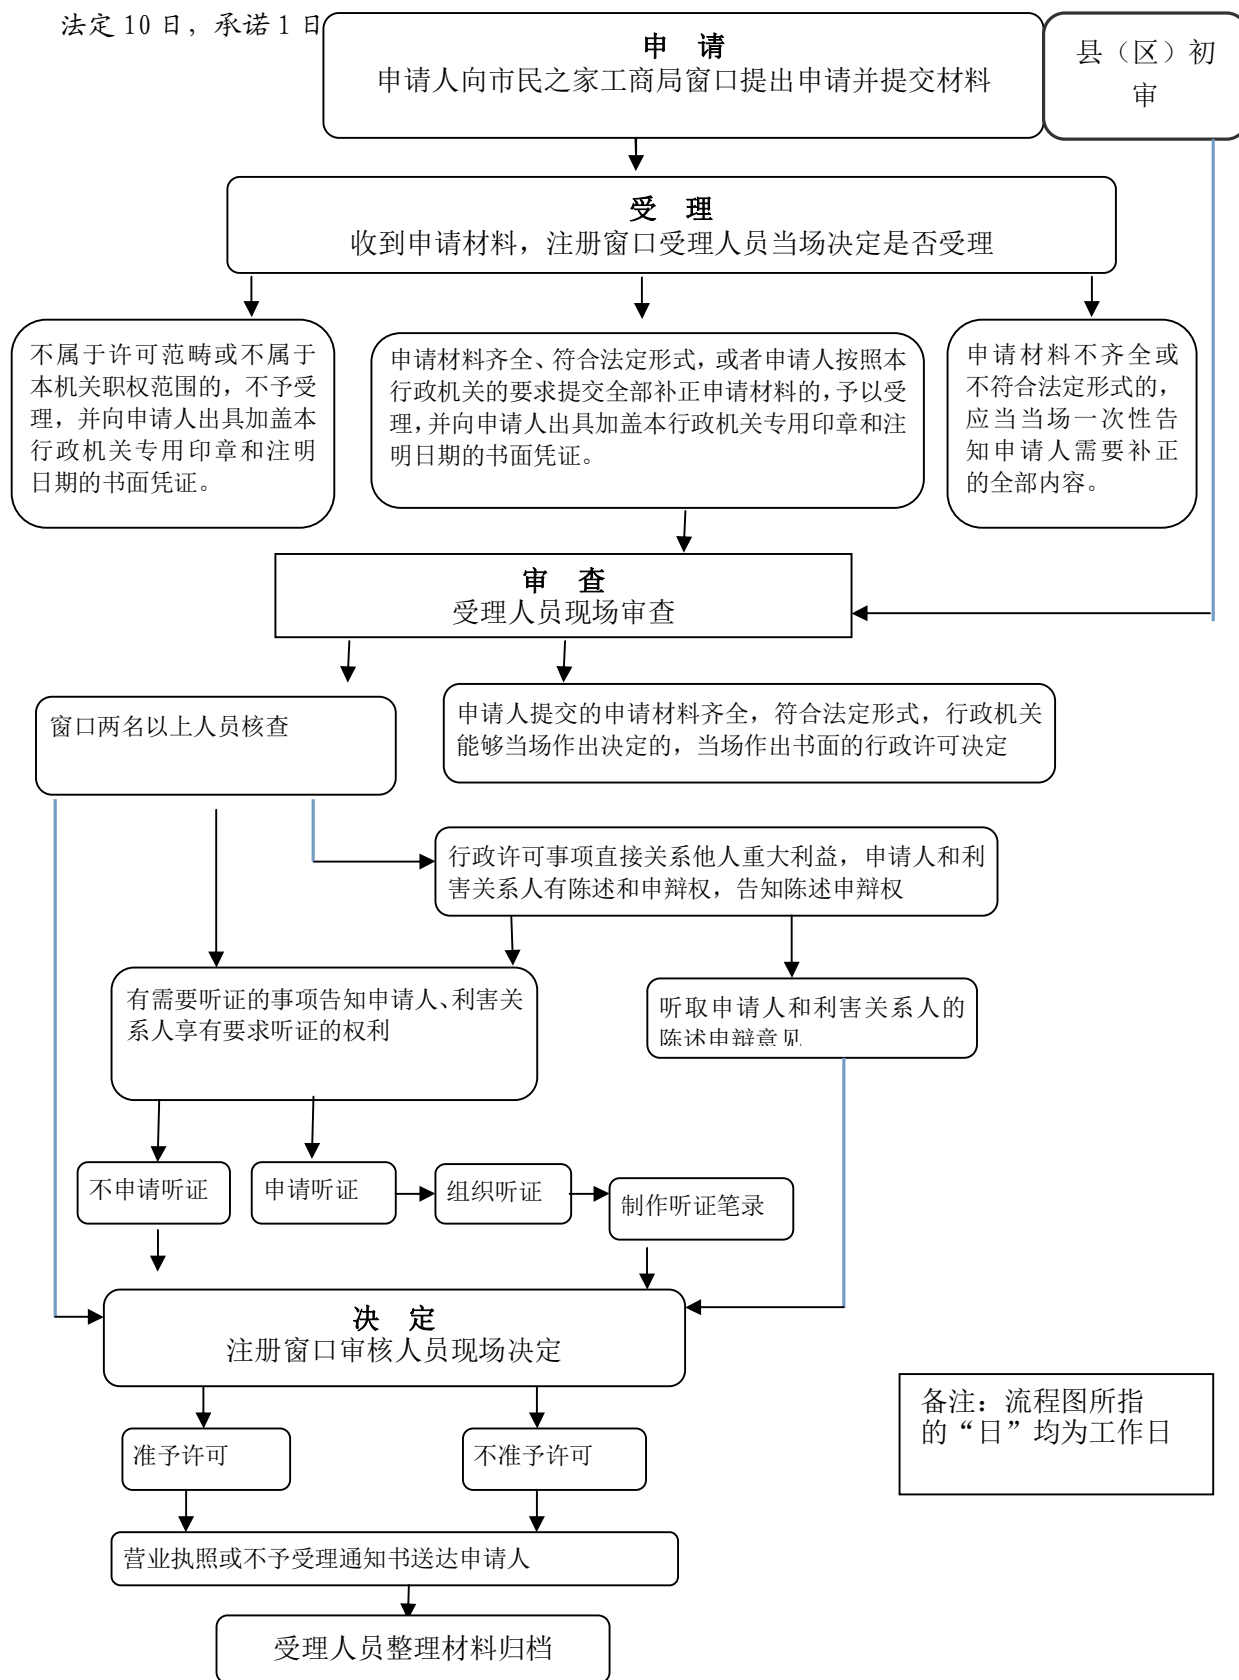 法定 10 日，承诺 1 日
申 请
申请人向市民之家工商局窗口提出申请并提交材料
县（区）初
审
受 理
收到申请材料，注册窗口受理人员当场决定是否受理
不属于许可范畴或不属于
本机关职权范围的，不予受
理，并向申请人出具加盖本
行政机关专用印章和注明
日期的书面凭证。
申请材料齐全、符合法定形式，或者申请人按照本
行政机关的要求提交全部补正申请材料的，予以受
理，并向申请人出具加盖本行政机关专用印章和注
明日期的书面凭证。
申请材料不齐全或
不符合法定形式的，
应当当场一次性告
知申请人需要补正
的全部内容。
审 查
受理人员现场审查
窗口两名以上人员核查
申请人提交的申请材料齐全，符合法定形式，行政机关
能够当场作出决定的，当场作出书面的行政许可决定
行政许可事项直接关系他人重大利益，申请人和利
害关系人有陈述和申辩权，告知陈述申辩权
有需要听证的事项告知申请人、利害关
系人享有要求听证的权利
听取申请人和利害关系人的
陈述申辩意见
不申请听证
申请听证
组织听证
制作听证笔录
决 定
注册窗口审核人员现场决定
备注：流程图所指
的“日”均为工作日
准予许可
不准予许可
营业执照或不予受理通知书送达申请人
受理人员整理材料归档